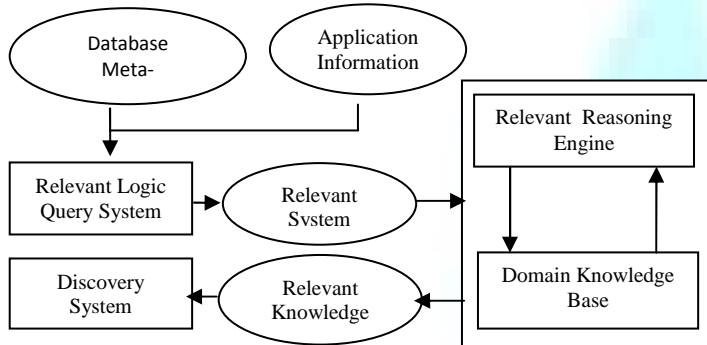 Database
Meta-
Application
Information
Relevant Reasoning
Engine
Relevant Logic
Query System
Relevant
System
Discovery
System
Relevant
Knowledge
Domain Knowledge
Base